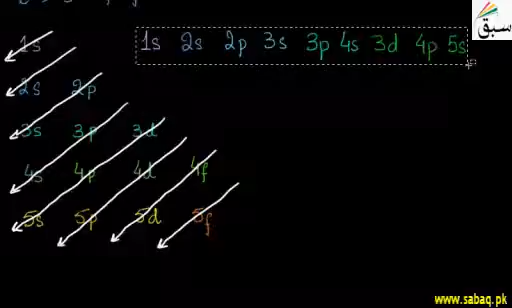 1s 2s 2p 3s 3p 4s 3d 4p 5s
سبق
1s
2s 2p
3s 3p 3d
4s 4p 4d 4f
5s 5p 5d 5f
www.sabaq.pk